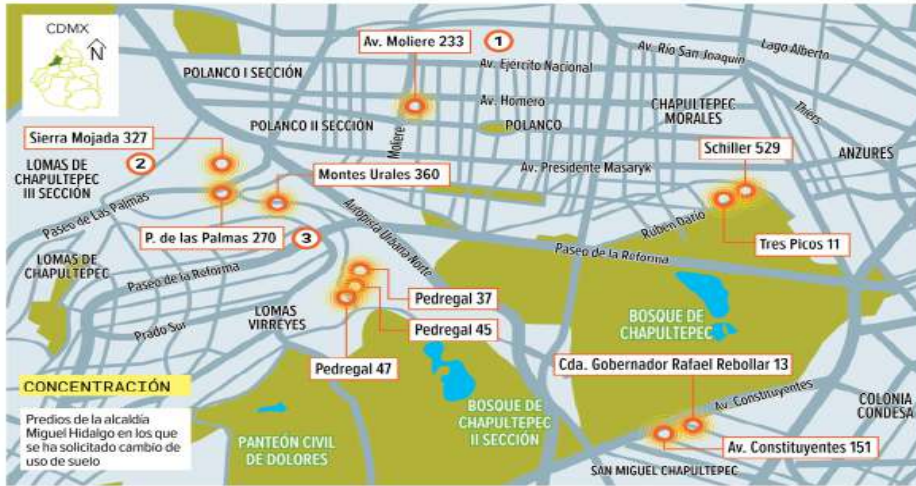 CDMX
N
Av. Moliere 233
1
Av. Río San Joaquín
Lago Alberto
POLANCO I SECCIÓN
Av. Ejército Nacional
Thiers
Av. Homero
CHAPULTEPEC
MORALES
POLANCO II SECCIÓN
POLANCO
Moliere
Sierra Mojada 327
Schiller 529
ANZURES
LOMAS DE
CHAPULTEPEC
III SECCIÓN
2
Montes Urales 360
Av. Presidente Masaryk
Paseo de Las Palmas
Autopista Urbana Norte
Rubén Darío
P. de las Palmas 270
3
Tres Picos 11
Paseo de la Reforma
LOMAS DE
CHAPULTEPEC
Paseo de la Reforma
Pedregal 37
BOSQUE DE
CHAPULTEPEC
LOMAS
VIRREYES
Prado Sur
Pedregal 45
Pedregal 47
Cda. Gobernador Rafael Rebollar 13
CONCENTRACIÓN
Predios de la alcaldía
Miguel Hidalgo en los que
se ha solicitado cambio de
uso de suelo
Av. Constituyentes
COLONIA
CONDESA
BOSQUE DE
CHAPULTEPEC
II SECCIÓN
PANTEÓN CIVIL
DE DOLORES
Av. Constituyentes 151
SAN MIGUEL CHAPULTEPEC